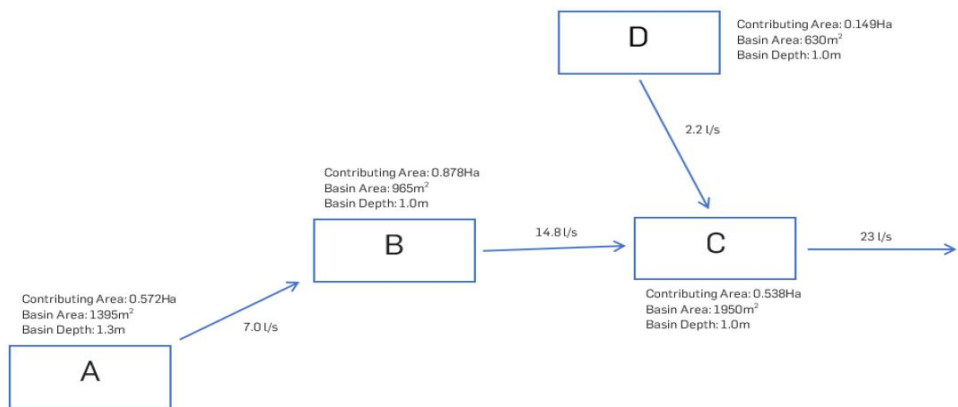 D
Contributing Area: 0.149Ha
Basin Area: 630m²
Basin Depth: 1.0m
2.2 l/s
Contributing Area: 0.878Ha
Basin Area: 965m²
Basin Depth: 1.0m
B
14.8 l/s
C
23 l/s
Contributing Area: 0.538Ha
Basin Area: 1950m²
Basin Depth: 1.0m
Contributing Area: 0.572Ha
Basin Area: 1395m²
Basin Depth: 1.3m
7.0 l/s
A